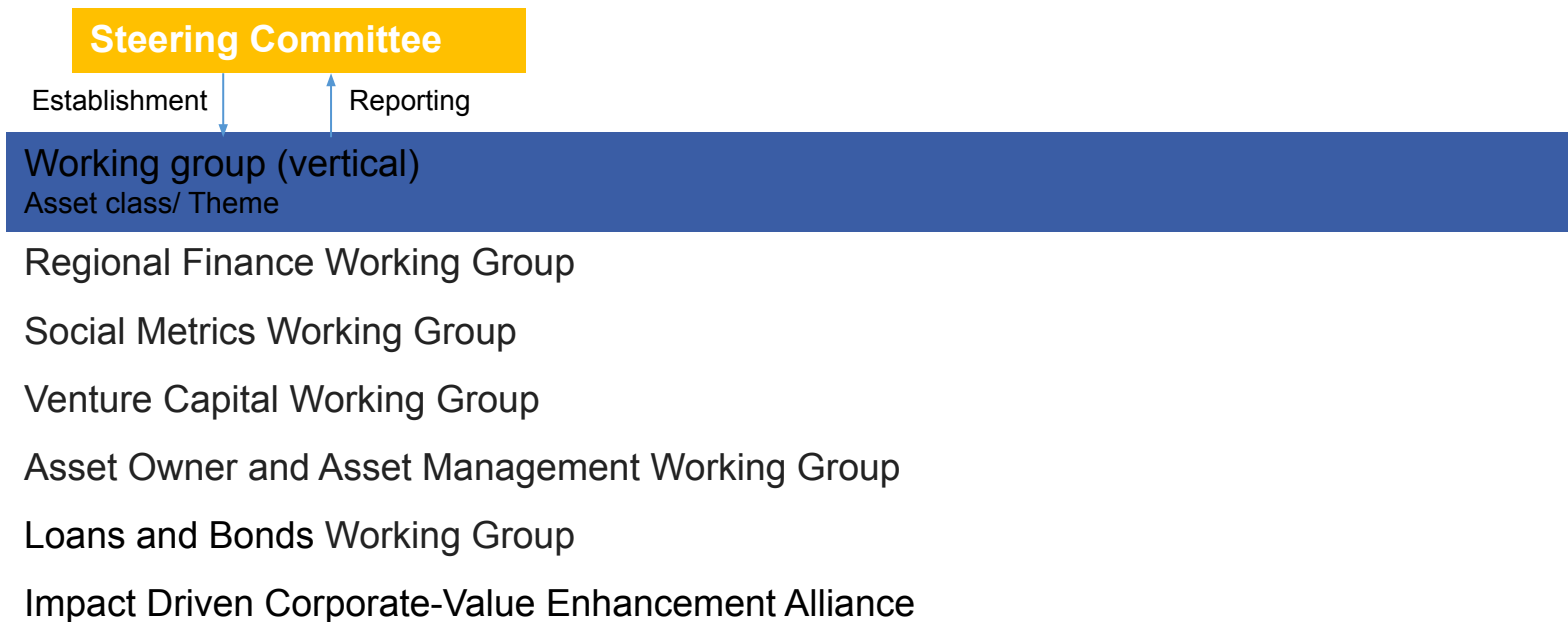 Steering Committee
Establishment
Reporting
Working group (vertical)
Asset class/ Theme
Regional Finance Working Group
Social Metrics Working Group
Venture Capital Working Group
Asset Owner and Asset Management Working Group
Loans and Bonds Working Group
Impact Driven Corporate-Value Enhancement Alliance